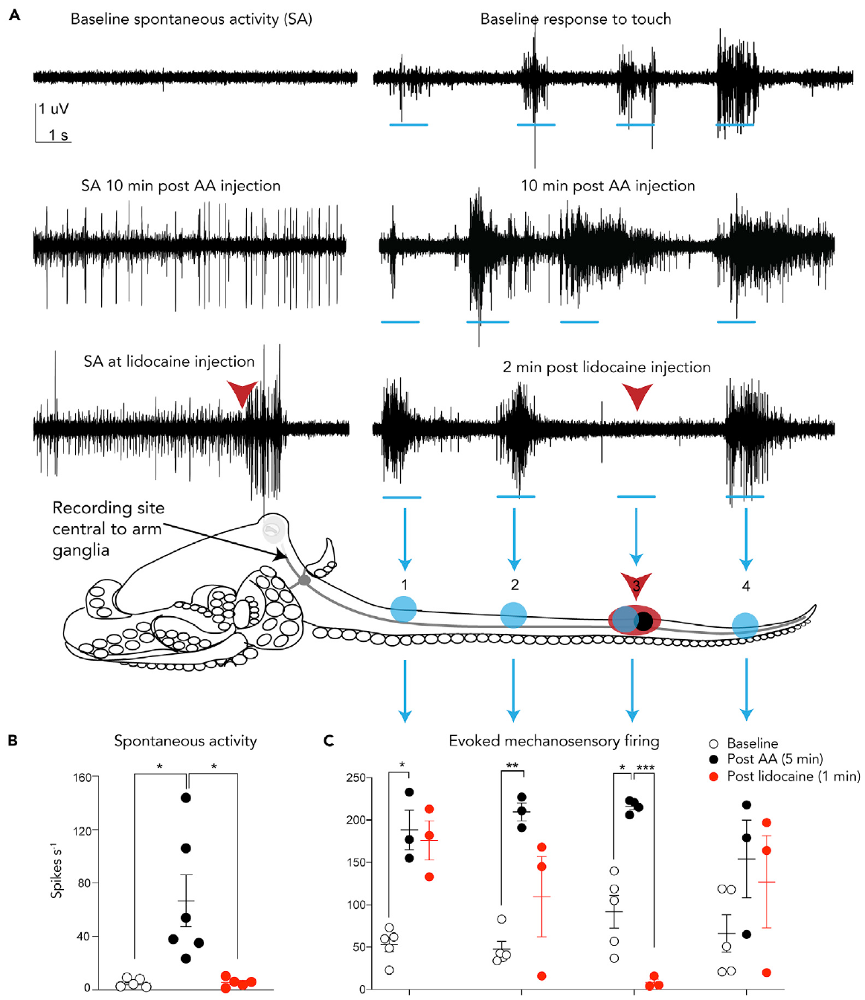 A
Baseline spontaneous activity (SA)
Baseline response to touch
1 uV
1 s
SA 10 min post AA injection
10 min post AA injection
SA at lidocaine injection
2 min post lidocaine injection
Recording site
central to arm
ganglia
1
2
3
4
B
Spontaneous activity
C
Evoked mechanosensory firing
Baseline
Post AA (5 min)
Post lidocaine (1 min)
*
*
*
**
*
***
Spikes s⁻¹
160
120
80
40
0
250
200
150
100
50
0